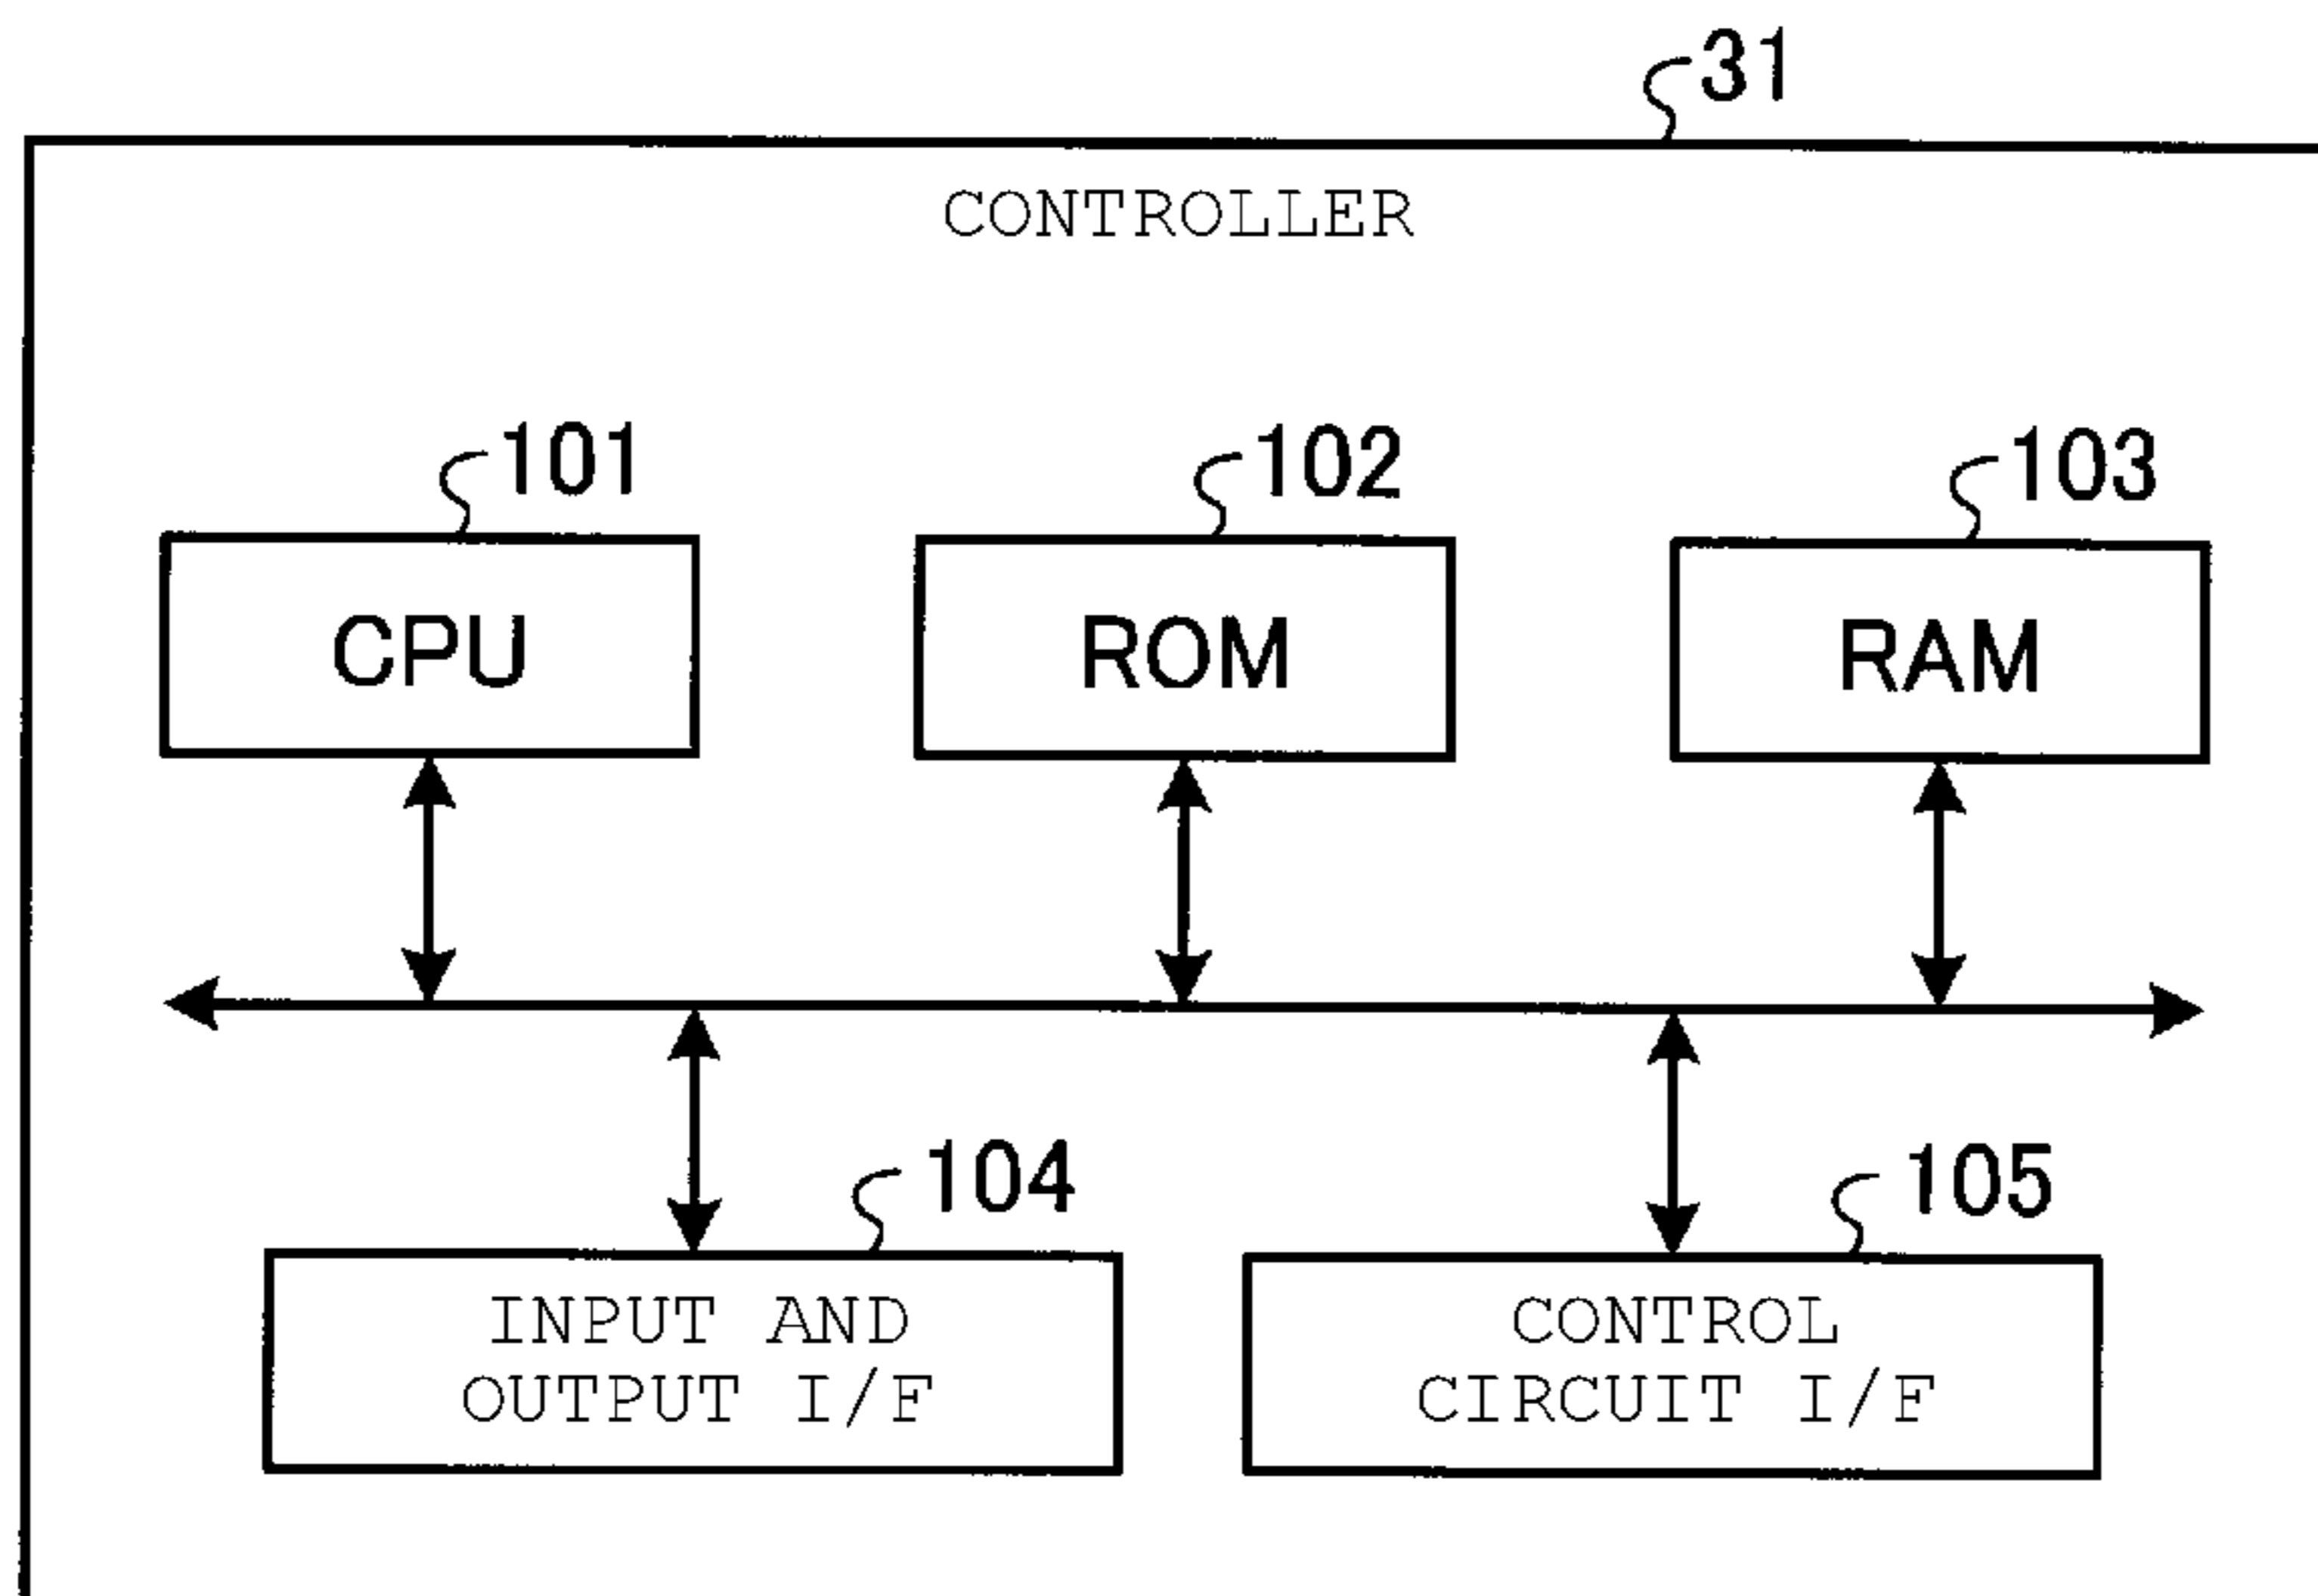 31
CONTROLLER
101
102
103
CPU
ROM
RAM
104
105
INPUT AND
OUTPUT I/F
CONTROL
CIRCUIT I/F